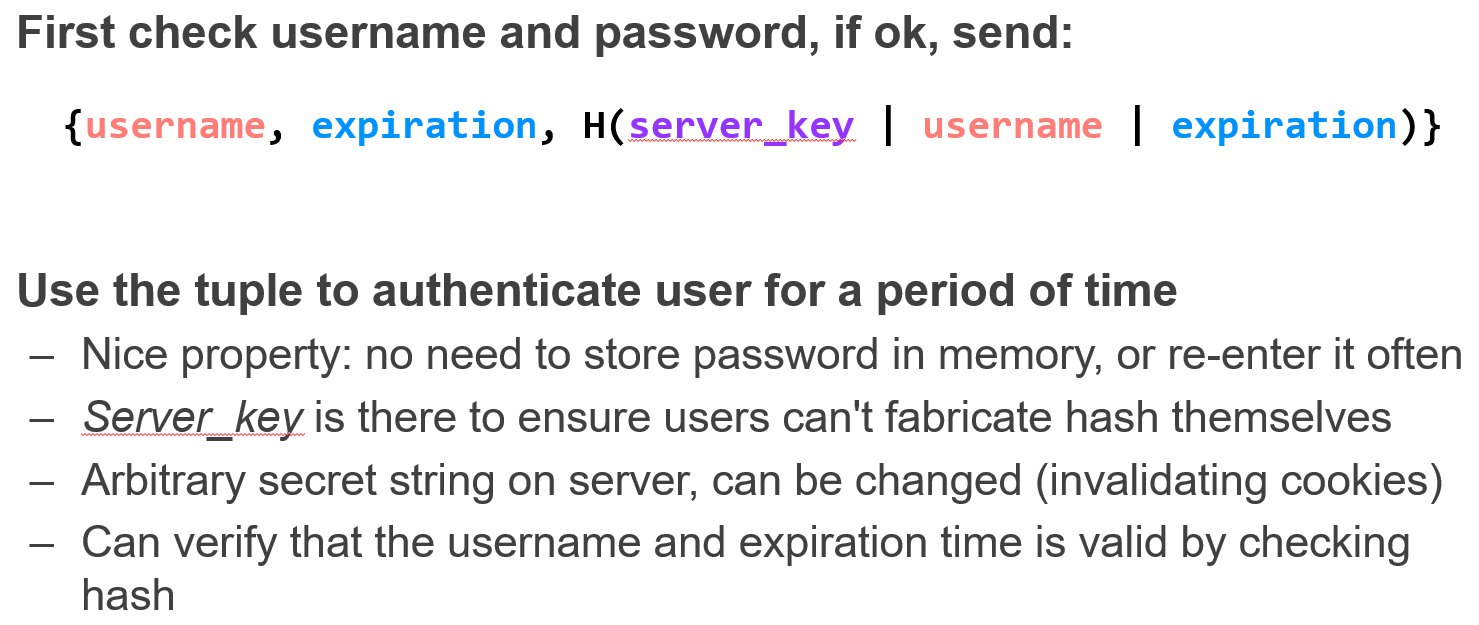 First check username and password, if ok, send:
{username, expiration, H(server_key | username | expiration)}
Use the tuple to authenticate user for a period of time
– Nice property: no need to store password in memory, or re-enter it often
– Server_key is there to ensure users can't fabricate hash themselves
– Arbitrary secret string on server, can be changed (invalidating cookies)
– Can verify that the username and expiration time is valid by checking
hash